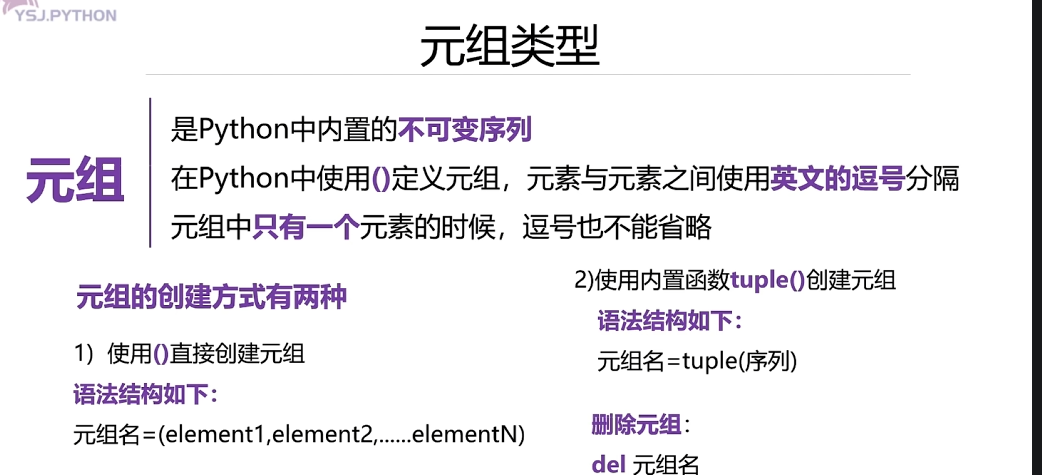 YSJ.PYTHON
元组类型
元组
是Python中内置的不可变序列
在Python中使用()定义元组，元素与元素之间使用英文的逗号分隔
元组中只有一个元素的时候，逗号也不能省略
元组的创建方式有两种
1）使用()直接创建元组
语法结构如下：
元组名=(element1,element2,......elementN)
2)使用内置函数tuple()创建元组
语法结构如下：
元组名=tuple(序列)
删除元组：
del 元组名